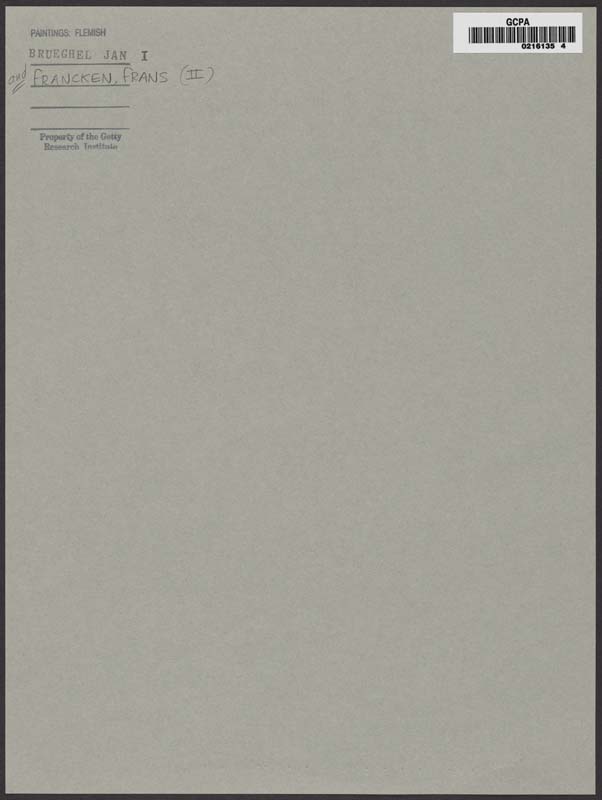 PAINTINGS: FLEMISH
BRUEGHEL JAN I
and FRANCKEN, FRANS (II)
Property of the Getty
Research Institute
GCPA
0216135 4